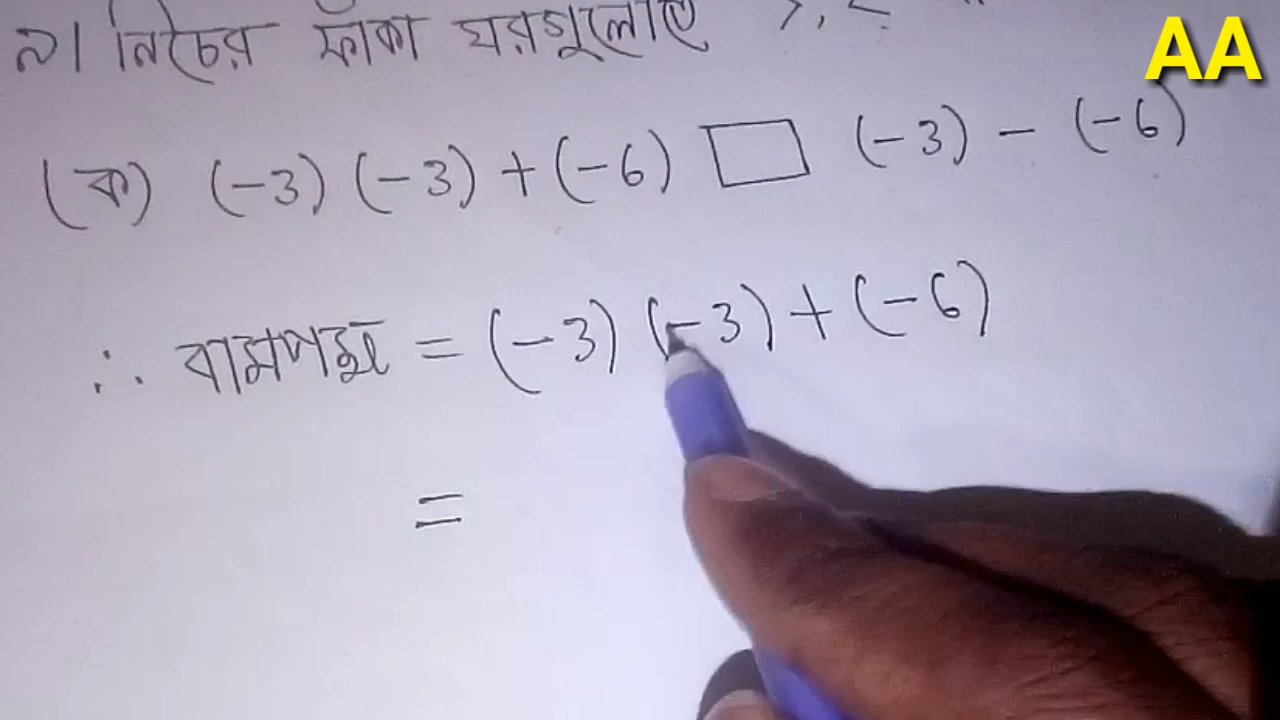 ৯। নিচের ফাঁকা ঘরগুলোতে >, <
AA
(ক) (-3) (-3) + (-6) □ (-3) - (-6)
∴ বামপক্ষ = (-3) (-3) + (-6)
=